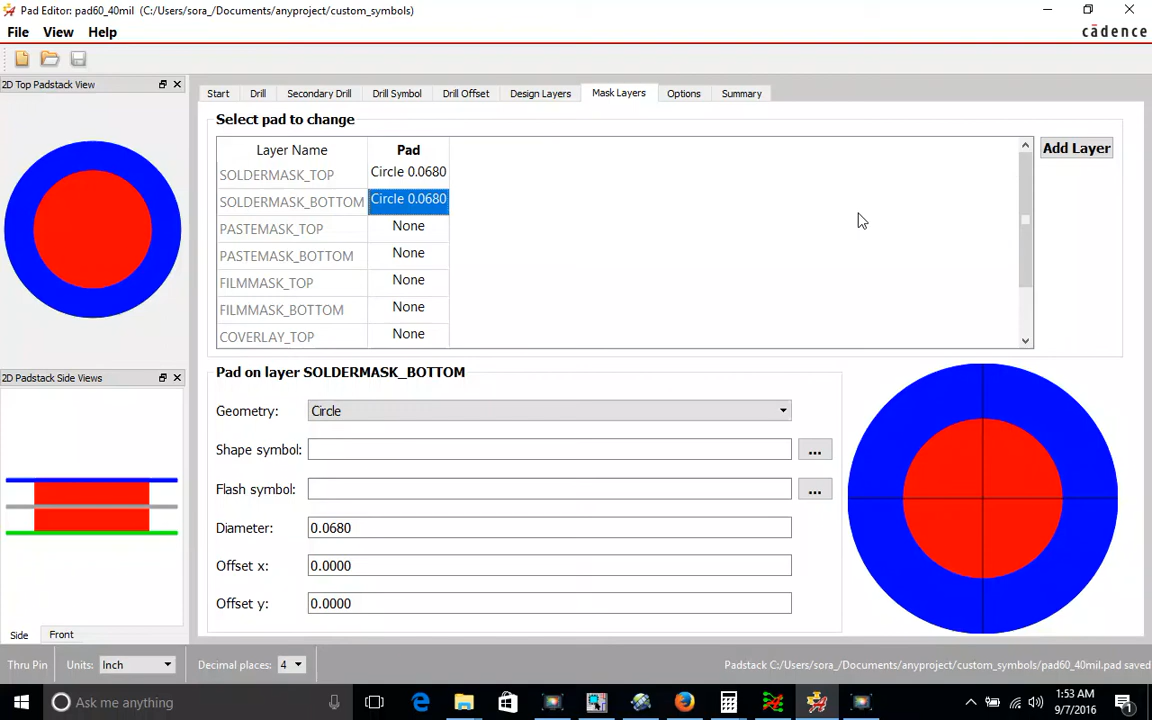 Pad Editor: pad60_40mil (C:/Users/sora_/Documents/anyproject/custom_symbols)
File View Help
cādence
2D Top Padstack View
Start Drill Secondary Drill Drill Symbol Drill Offset Design Layers Mask Layers Options Summary
Select pad to change
Layer Name Pad
Add Layer
SOLDERMASK_TOP Circle 0.0680
SOLDERMASK_BOTTOM Circle 0.0680
PASTEMASK_TOP None
PASTEMASK_BOTTOM None
FILMMASK_TOP None
FILMMASK_BOTTOM None
COVERLAY_TOP None
2D Padstack Side Views
Pad on layer SOLDERMASK_BOTTOM
Geometry: Circle
Shape symbol: ...
Flash symbol: ...
Diameter: 0.0680
Offset x: 0.0000
Offset y: 0.0000
Side Front
Thru Pin Units: Inch Decimal places: 4 Padstack C:/Users/sora_/Documents/anyproject/custom_symbols/pad60_40mil.pad saved
Ask me anything
1:53 AM
9/7/2016
1